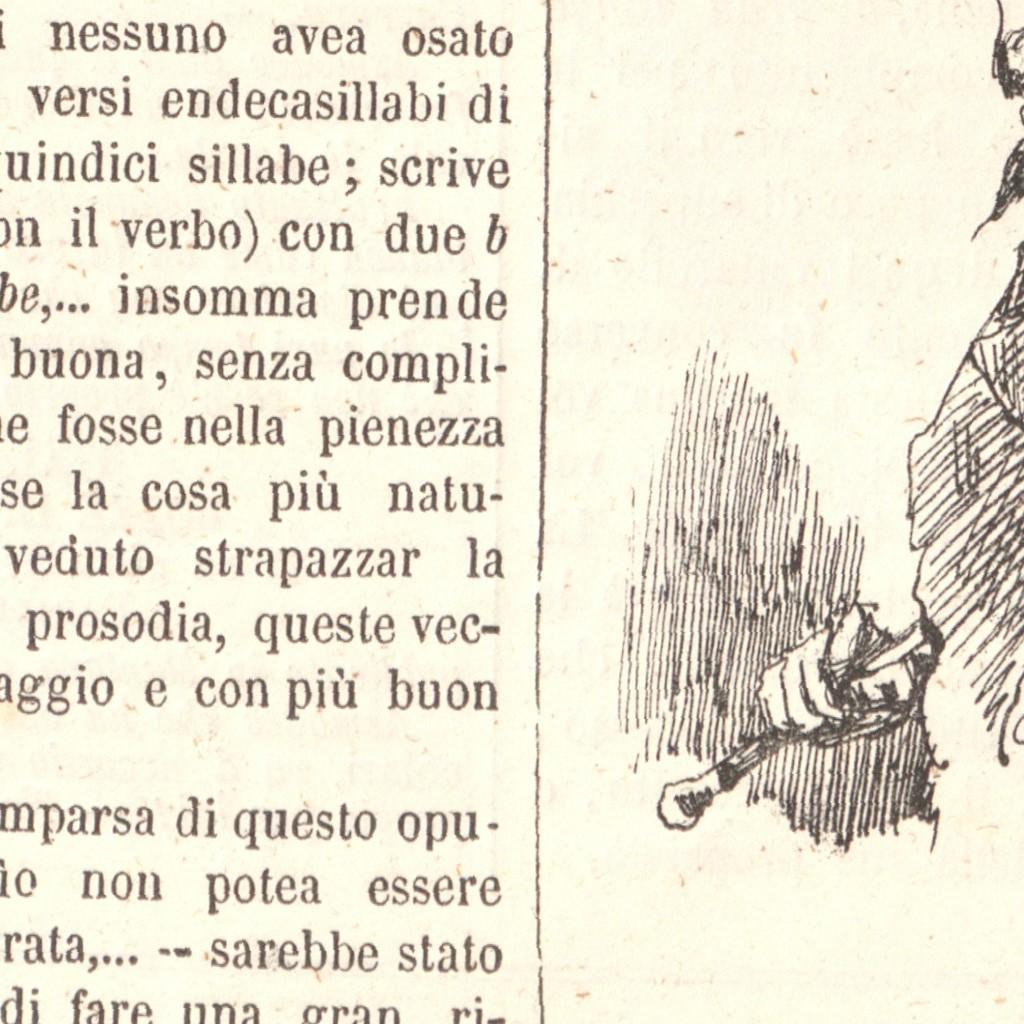 i nessuno avea osato
versi endecasillabi di
uindici sillabe; scrive
on il verbo) con due b
be,... insomma prende
buona, senza compli-
e fosse nella pienezza
se la cosa più natu-
veduto strapazzar la
prosodia, queste vec-
aggio e con più buon
mparsa di questo opu-
io non potea essere
rata,... -- sarebbe stato
di fare una gran ri-